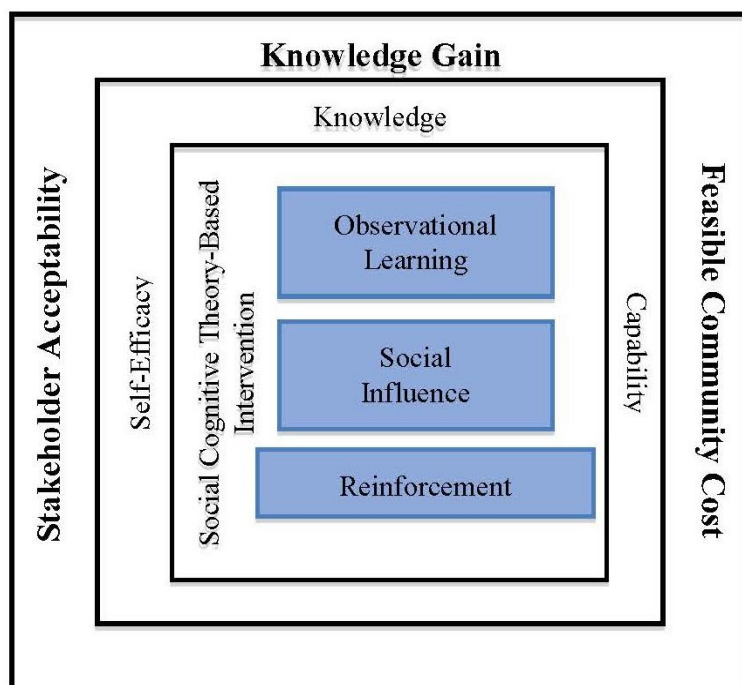 Knowledge Gain
Knowledge
Stakeholder Acceptability
Self-Efficacy
Social Cognitive Theory-Based
Intervention
Observational
Learning
Social
Influence
Reinforcement
Capability
Feasible Community Cost